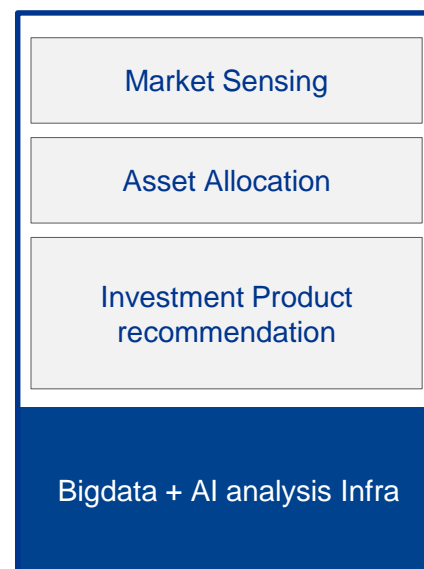 Market Sensing
Asset Allocation
Investment Product
recommendation
Bigdata + AI analysis Infra